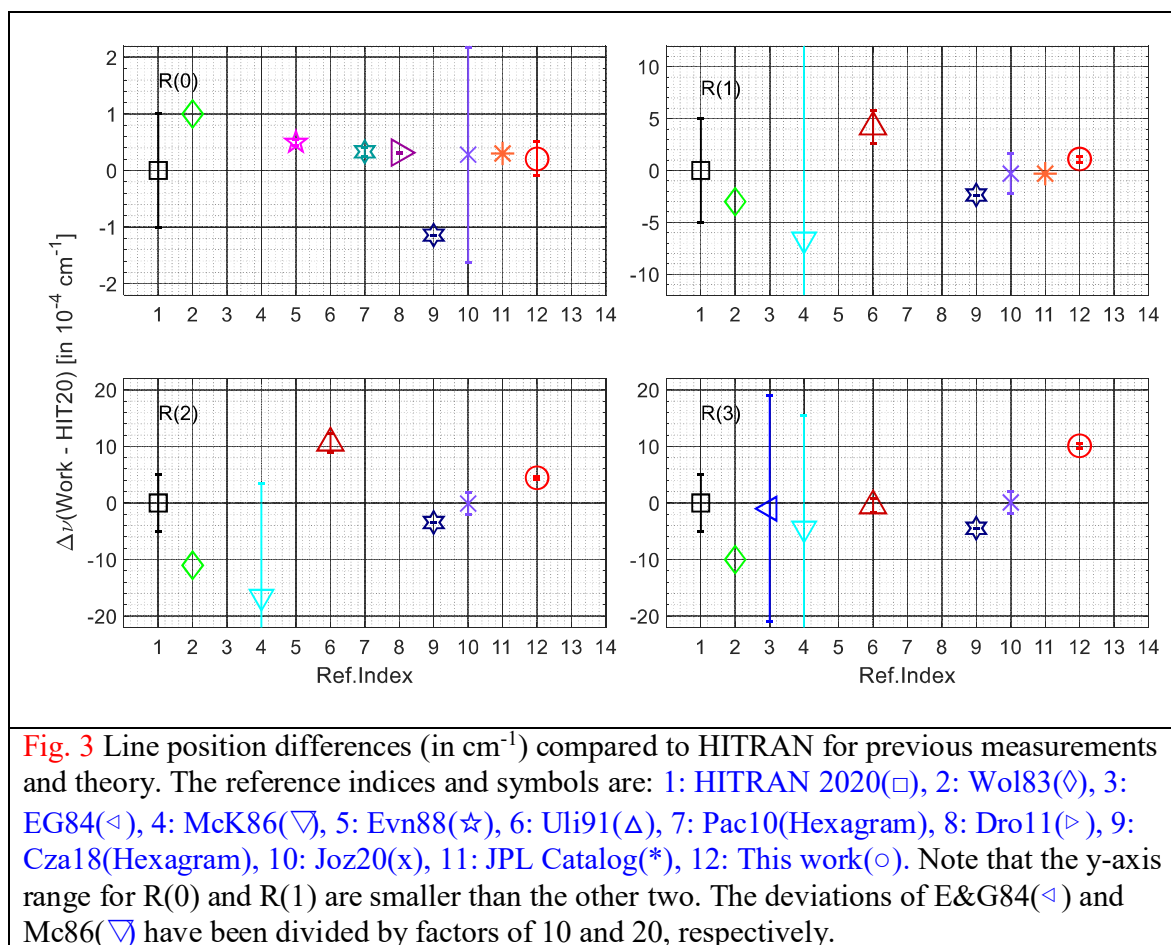 2
1
0
-1
-2
R(0)
1 2 3 4 5 6 7 8 9 10 11 12 13 14
10
5
0
-5
-10
R(1)
1 2 3 4 5 6 7 8 9 10 11 12 13 14
Δν(Work - HIT20) [in 10⁻⁴ cm⁻¹]
20
10
0
-10
-20
R(2)
1 2 3 4 5 6 7 8 9 10 11 12 13 14
Ref.Index
20
10
0
-10
-20
R(3)
1 2 3 4 5 6 7 8 9 10 11 12 13 14
Ref.Index
Fig. 3 Line position differences (in cm⁻¹) compared to HITRAN for previous measurements
and theory. The reference indices and symbols are: 1: HITRAN 2020(□), 2: Wol83(◊), 3:
EG84(◃), 4: McK86(▽), 5: Evn88(☆), 6: Uli91(△), 7: Pac10(Hexagram), 8: Dro11(▹), 9:
Cza18(Hexagram), 10: Joz20(x), 11: JPL Catalog(*), 12: This work(○). Note that the y-axis
range for R(0) and R(1) are smaller than the other two. The deviations of E&G84(◃) and
Mc86(▽) have been divided by factors of 10 and 20, respectively.